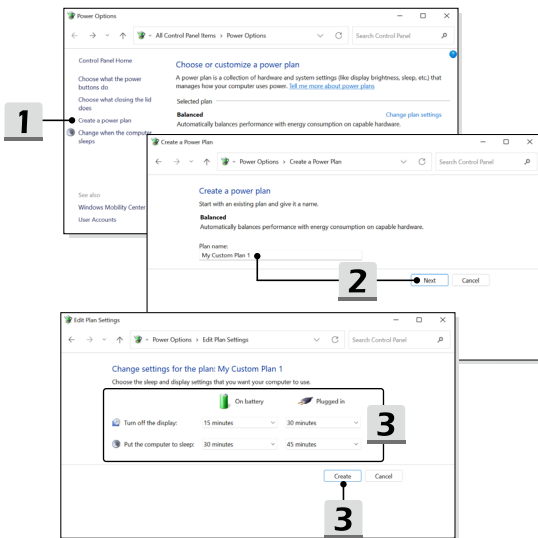 Power Options
All Control Panel Items > Power Options
Search Control Panel
Control Panel Home
Choose what the power
buttons do
Choose what closing the lid
does
Create a power plan
Change when the computer
sleeps
See also
Windows Mobility Center
User Accounts
Choose or customize a power plan
A power plan is a collection of hardware and system settings (like display brightness, sleep, etc.) that
manages how your computer uses power. Tell me more about power plans
Selected plan
Balanced
Change plan settings
Automatically balances performance with energy consumption on capable hardware.
1
Create a Power Plan
Power Options > Create a Power Plan
Search Control Panel
Create a power plan
Start with an existing plan and give it a name.
Balanced
Automatically balances performance with energy consumption on capable hardware.
Plan name:
My Custom Plan 1
2
Next
Cancel
Edit Plan Settings
Power Options > Edit Plan Settings
Search Control Panel
Change settings for the plan: My Custom Plan 1
Choose the sleep and display settings that you want your computer to use.
On battery
Plugged in
Turn off the display:
15 minutes
30 minutes
Put the computer to sleep:
30 minutes
45 minutes
3
Create
Cancel
3